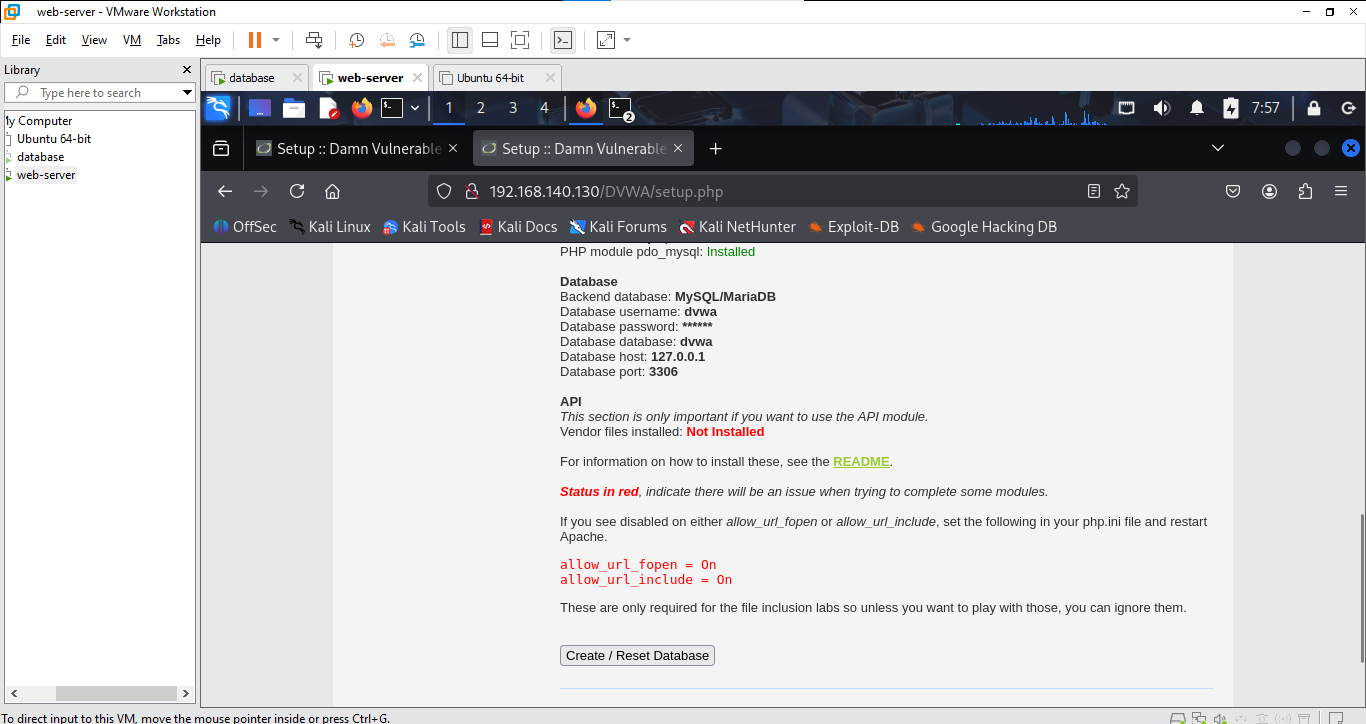 web-server - VMware Workstation
File Edit View VM Tabs Help
Library
Type here to search
My Computer
Ubuntu 64-bit
database
web-server
database
web-server
Ubuntu 64-bit
1 2 3 4
2
7:57
Setup :: Damn Vulnerable
Setup :: Damn Vulnerable
192.168.140.130/DVWA/setup.php
OffSec Kali Linux Kali Tools Kali Docs Kali Forums Kali NetHunter Exploit-DB Google Hacking DB
PHP module pdo_mysql: Installed
Database
Backend database: MySQL/MariaDB
Database username: dvwa
Database password: ******
Database database: dvwa
Database host: 127.0.0.1
Database port: 3306
API
This section is only important if you want to use the API module.
Vendor files installed: Not Installed
For information on how to install these, see the README.
Status in red, indicate there will be an issue when trying to complete some modules.
If you see disabled on either allow_url_fopen or allow_url_include, set the following in your php.ini file and restart
Apache.
allow_url_fopen = On
allow_url_include = On
These are only required for the file inclusion labs so unless you want to play with those, you can ignore them.
Create / Reset Database
To direct input to this VM, move the mouse pointer inside or press Ctrl+G.